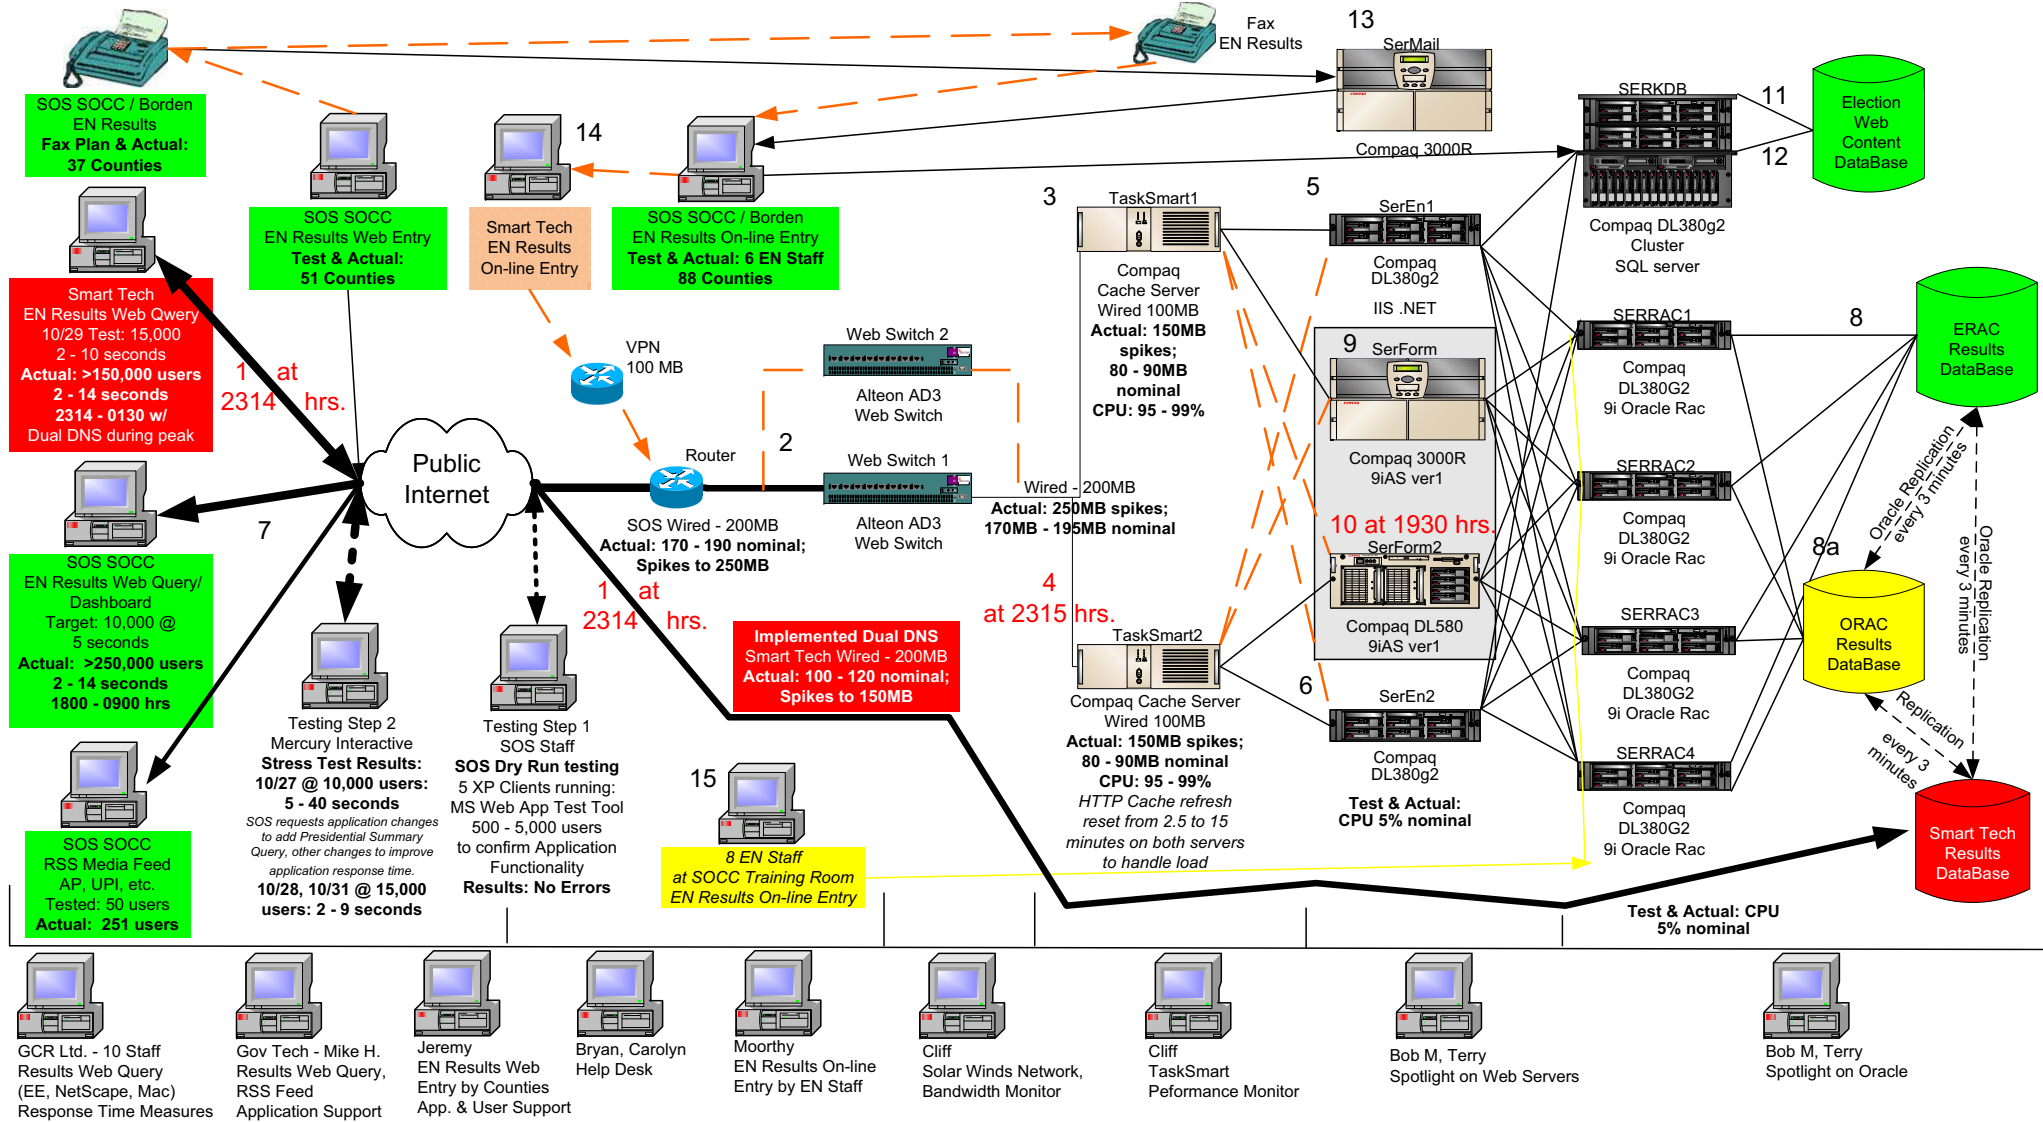 SOS SOCC / Borden
EN Results
Fax Plan & Actual:
37 Counties
Fax
EN Results
13
SerMail
Compaq 3000R
SERKDB
Compaq DL380g2
Cluster
SQL server
11
12
Election
Web
Content
DataBase
SOS SOCC
EN Results Web Entry
Test & Actual:
51 Counties
14
Smart Tech
EN Results
On-line Entry
SOS SOCC / Borden
EN Results On-line Entry
Test & Actual: 6 EN Staff
88 Counties
Smart Tech
EN Results Web Qwery
10/29 Test: 15,000
2 - 10 seconds
Actual: >150,000 users
2 - 14 seconds
2314 - 0130 w/
Dual DNS during peak
1 at
2314 hrs.
Public
Internet
7
SOS SOCC
EN Results Web Query/
Dashboard
Target: 10,000 @
5 seconds
Actual: >250,000 users
2 - 14 seconds
1800 - 0900 hrs
SOS SOCC
RSS Media Feed
AP, UPI, etc.
Tested: 50 users
Actual: 251 users
Testing Step 2
Mercury Interactive
Stress Test Results:
10/27 @ 10,000 users:
5 - 40 seconds
SOS requests application changes
to add Presidential Summary
Query, other changes to improve
application response time.
10/28, 10/31 @ 15,000
users: 2 - 9 seconds
Testing Step 1
SOS Staff
SOS Dry Run testing
5 XP Clients running:
MS Web App Test Tool
500 - 5,000 users
to confirm Application
Functionality
Results: No Errors
VPN
100 MB
Router
SOS Wired - 200MB
Actual: 170 - 190 nominal;
Spikes to 250MB
1 at
2314 hrs.
2
Web Switch 2
Alteon AD3
Web Switch
Web Switch 1
Alteon AD3
Web Switch
Wired - 200MB
Actual: 250MB spikes;
170MB - 195MB nominal
Implemented Dual DNS
Smart Tech Wired - 200MB
Actual: 100 - 120 nominal;
Spikes to 150MB
15
8 EN Staff
at SOCC Training Room
EN Results On-line Entry
3
TaskSmart1
Compaq
Cache Server
Wired 100MB
Actual: 150MB
spikes;
80 - 90MB
nominal
CPU: 95 - 99%
4
at 2315 hrs.
TaskSmart2
Compaq Cache Server
Wired 100MB
Actual: 150MB spikes;
80 - 90MB nominal
CPU: 95 - 99%
HTTP Cache refresh
reset from 2.5 to 15
minutes on both servers
to handle load
5
SerEn1
Compaq
DL380g2
IIS .NET
9
SerForm
Compaq 3000R
9iAS ver1
10 at 1930 hrs.
SerForm2
Compaq DL580
9iAS ver1
6
SerEn2
Compaq
DL380g2
Test & Actual:
CPU 5% nominal
SERRAC1
Compaq
DL380G2
9i Oracle Rac
SERRAC2
Compaq
DL380G2
9i Oracle Rac
SERRAC3
Compaq
DL380G2
9i Oracle Rac
SERRAC4
Compaq
DL380G2
9i Oracle Rac
Test & Actual: CPU
5% nominal
8
8a
ERAC
Results
DataBase
Oracle Replication
every 3 minutes
Oracle Replication
every 3 minutes
ORAC
Results
DataBase
Replication
every 3
minutes
Smart Tech
Results
DataBase
GCR Ltd. - 10 Staff
Results Web Query
(EE, NetScape, Mac)
Response Time Measures
Gov Tech - Mike H.
Results Web Query,
RSS Feed
Application Support
Jeremy
EN Results Web
Entry by Counties
App. & User Support
Bryan, Carolyn
Help Desk
Moorthy
EN Results On-line
Entry by EN Staff
Cliff
Solar Winds Network,
Bandwidth Monitor
Cliff
TaskSmart
Peformance Monitor
Bob M, Terry
Spotlight on Web Servers
Bob M, Terry
Spotlight on Oracle